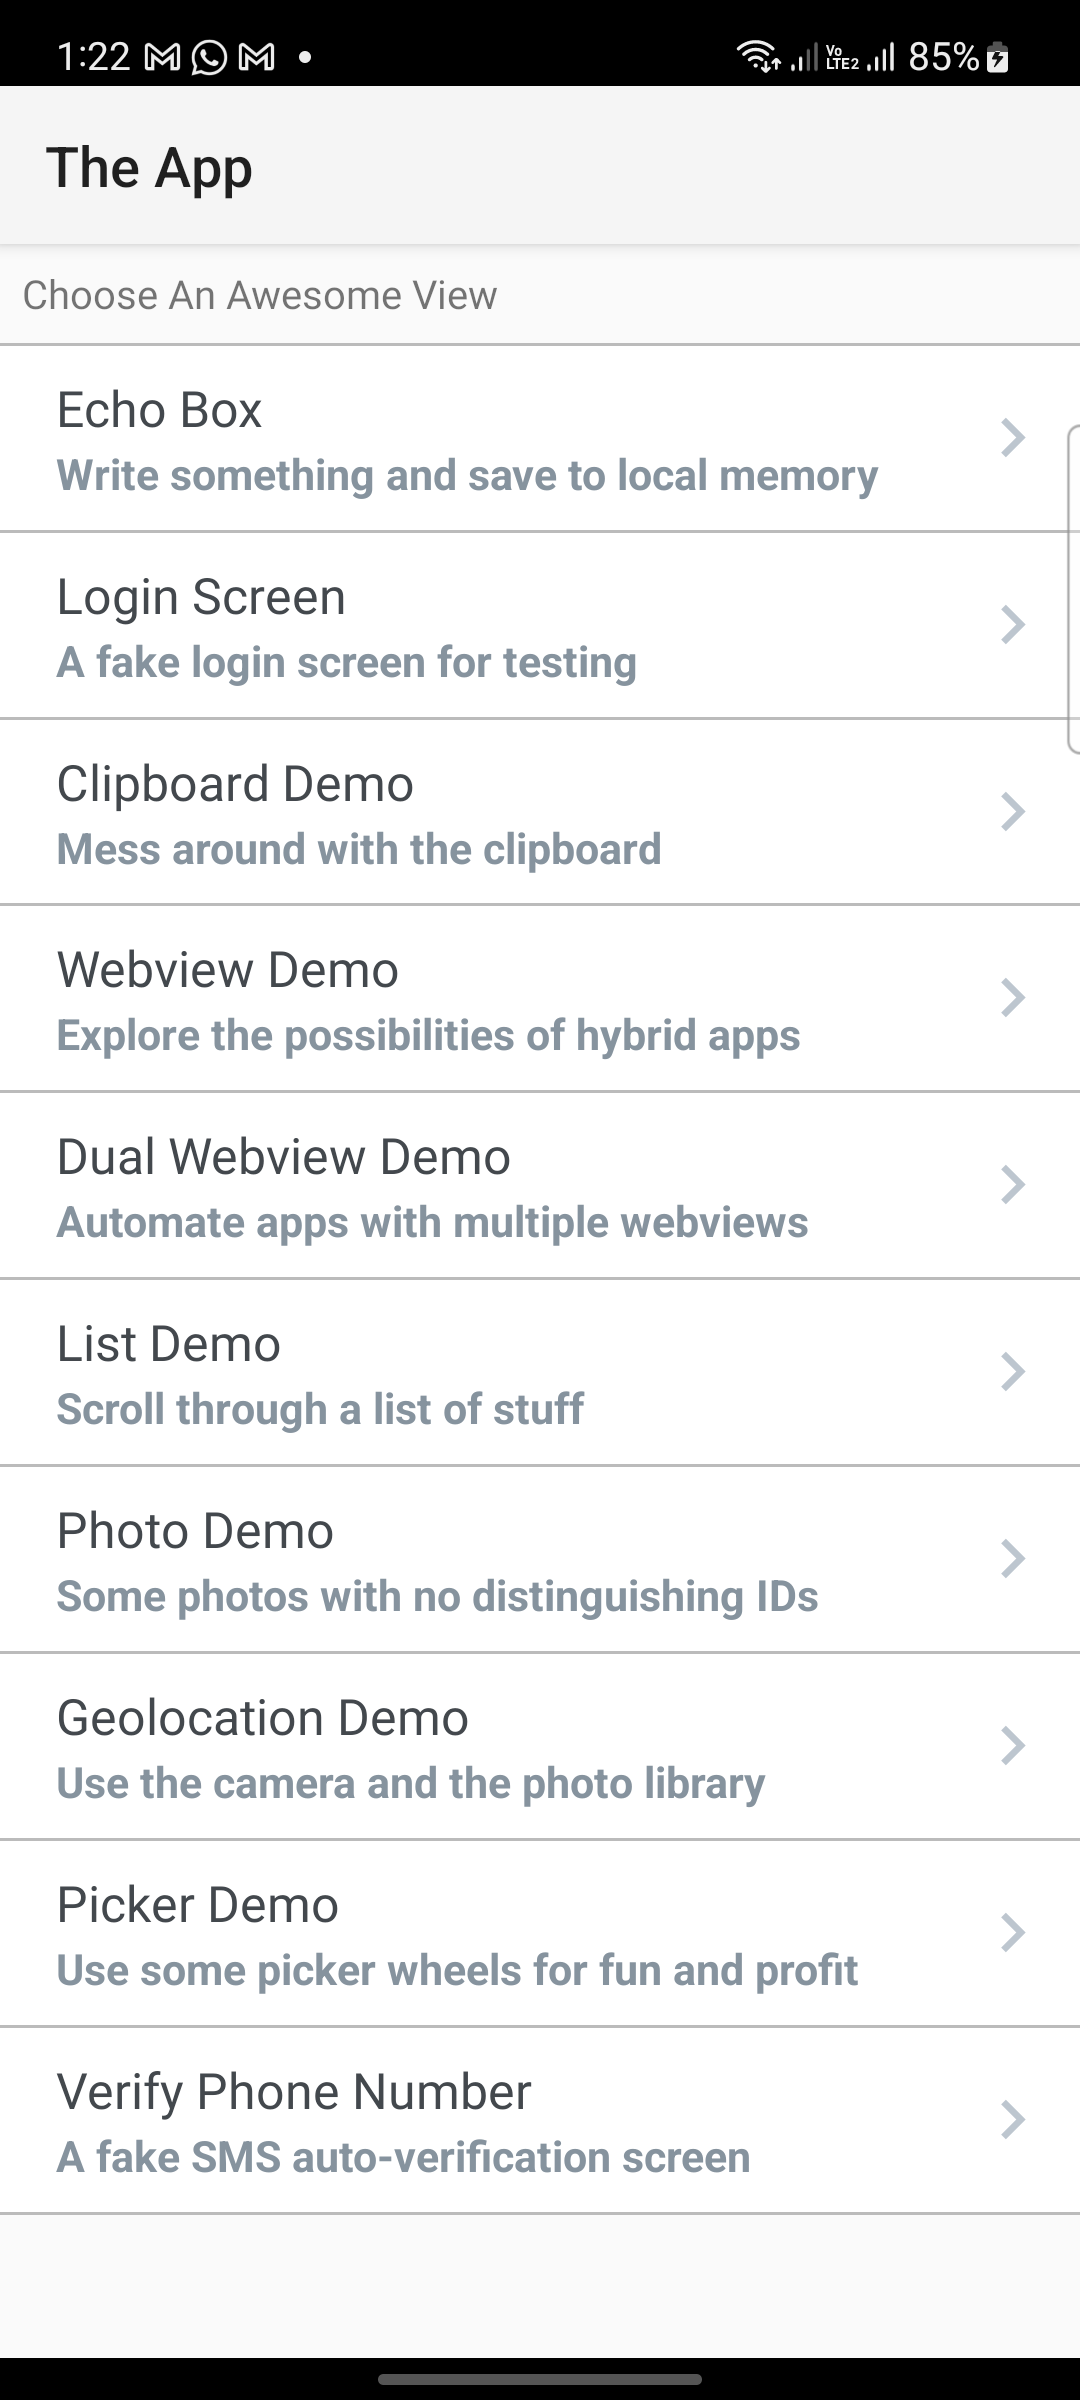 1:22 Vo LTE2 85%
The App
Choose An Awesome View
Echo Box
Write something and save to local memory
Login Screen
A fake login screen for testing
Clipboard Demo
Mess around with the clipboard
Webview Demo
Explore the possibilities of hybrid apps
Dual Webview Demo
Automate apps with multiple webviews
List Demo
Scroll through a list of stuff
Photo Demo
Some photos with no distinguishing IDs
Geolocation Demo
Use the camera and the photo library
Picker Demo
Use some picker wheels for fun and profit
Verify Phone Number
A fake SMS auto-verification screen